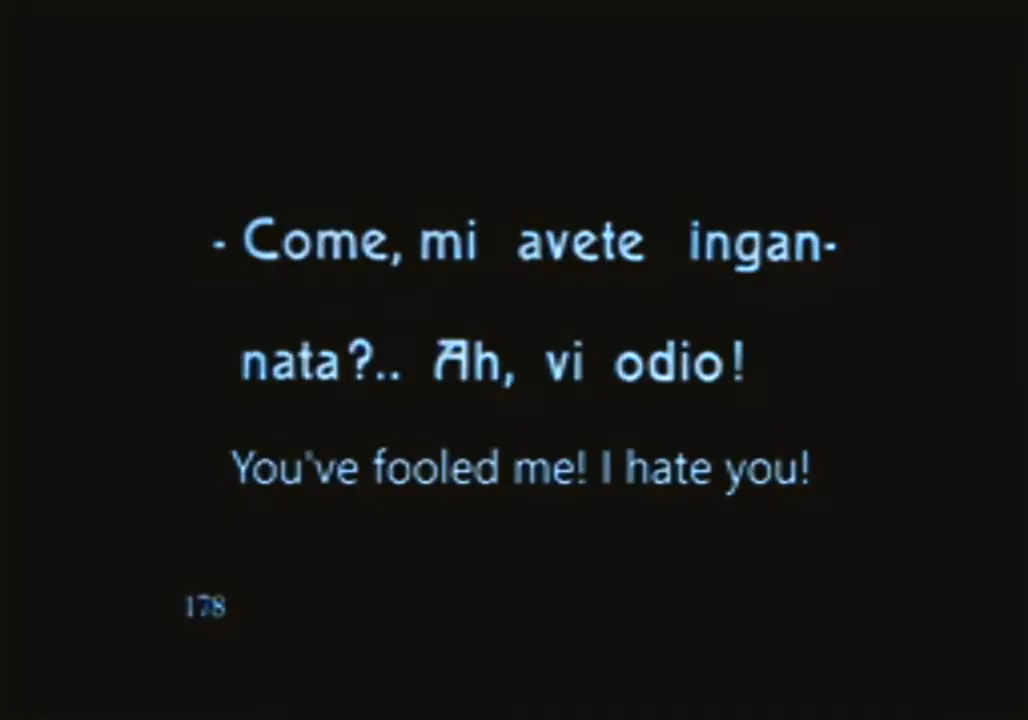 - Come, mi avete ingan-
nata?.. Ah, vi odio!
You've fooled me! I hate you!
178